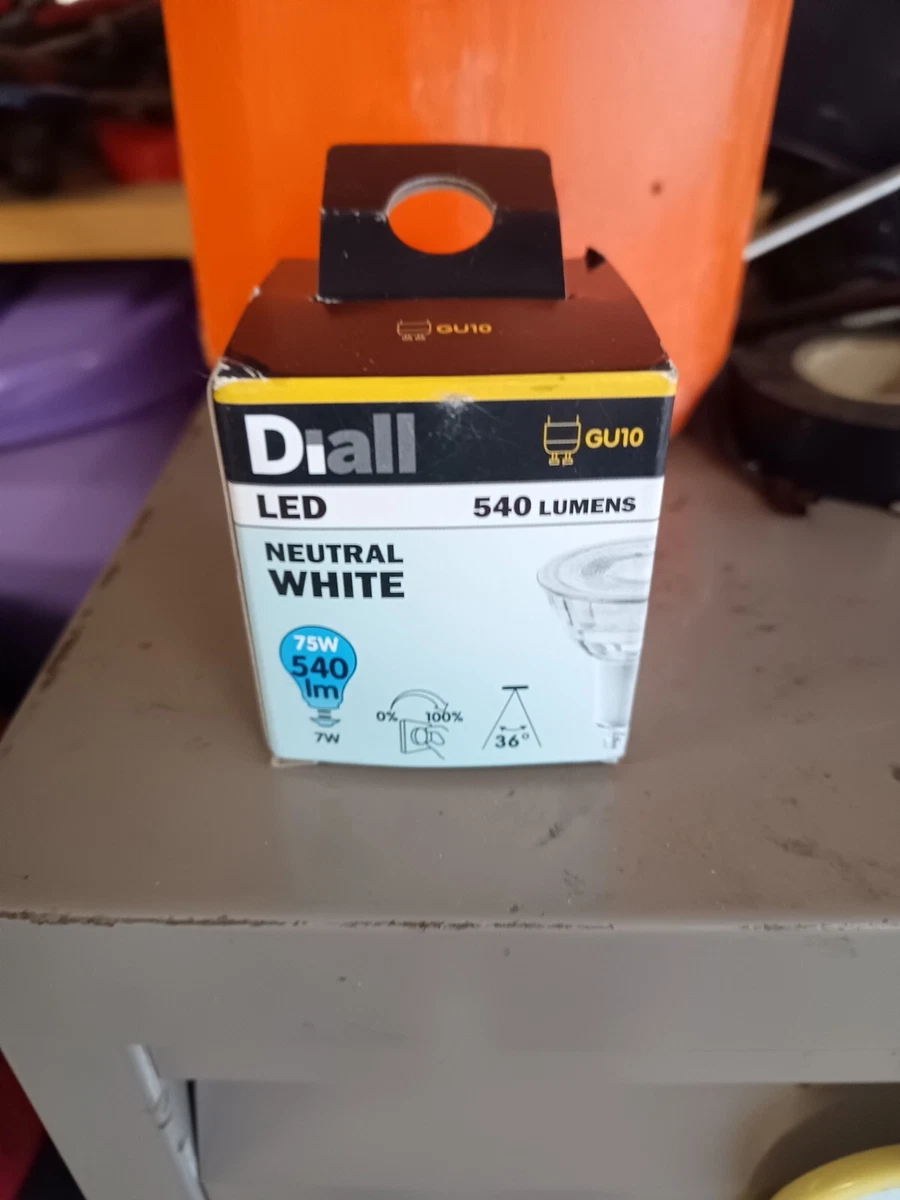 GU10
Diall
GU10
LED
540 LUMENS
NEUTRAL
WHITE
75W
540
lm
7W
0% 100%
36°